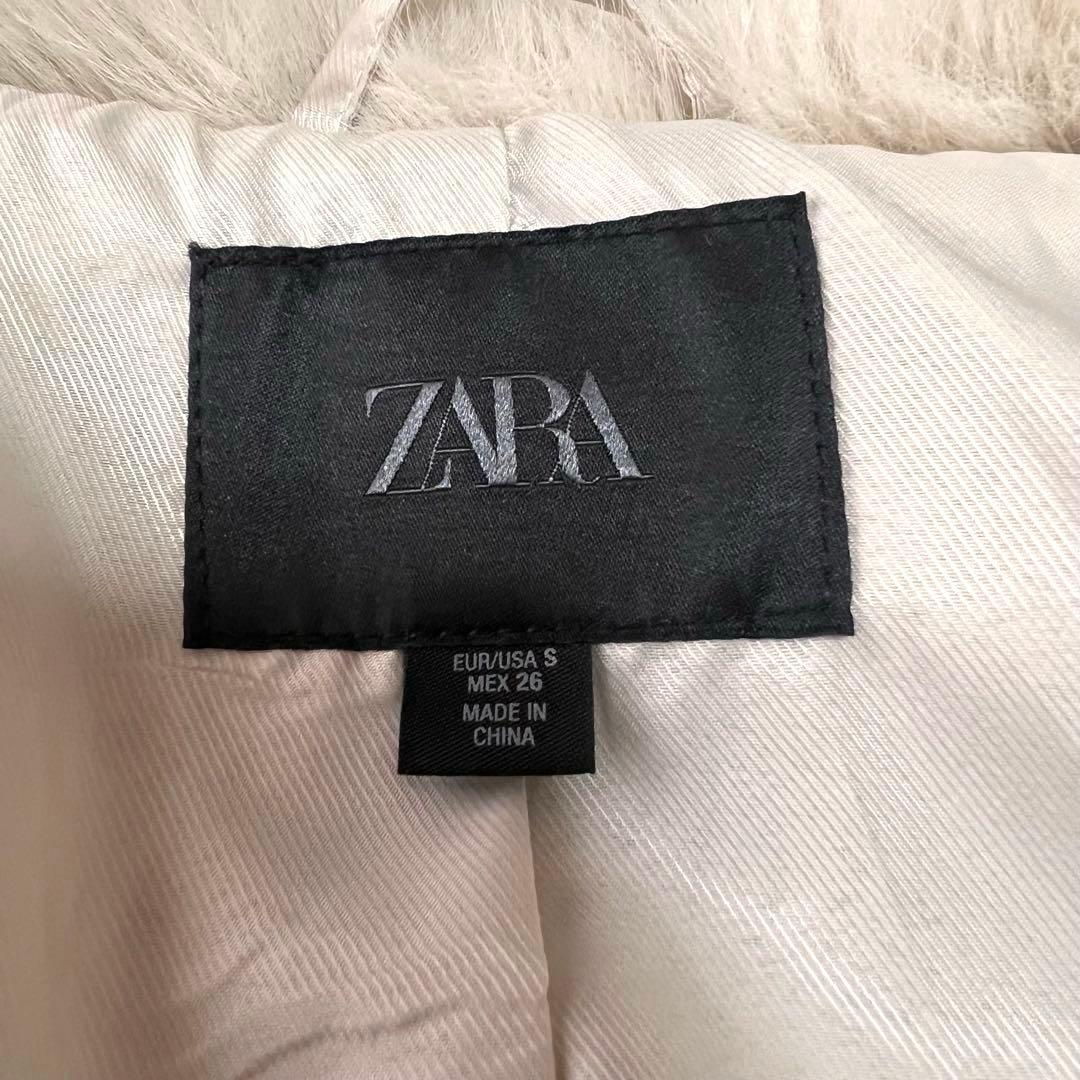 ZARA
EUR/USA S
MEX 26
MADE IN
CHINA